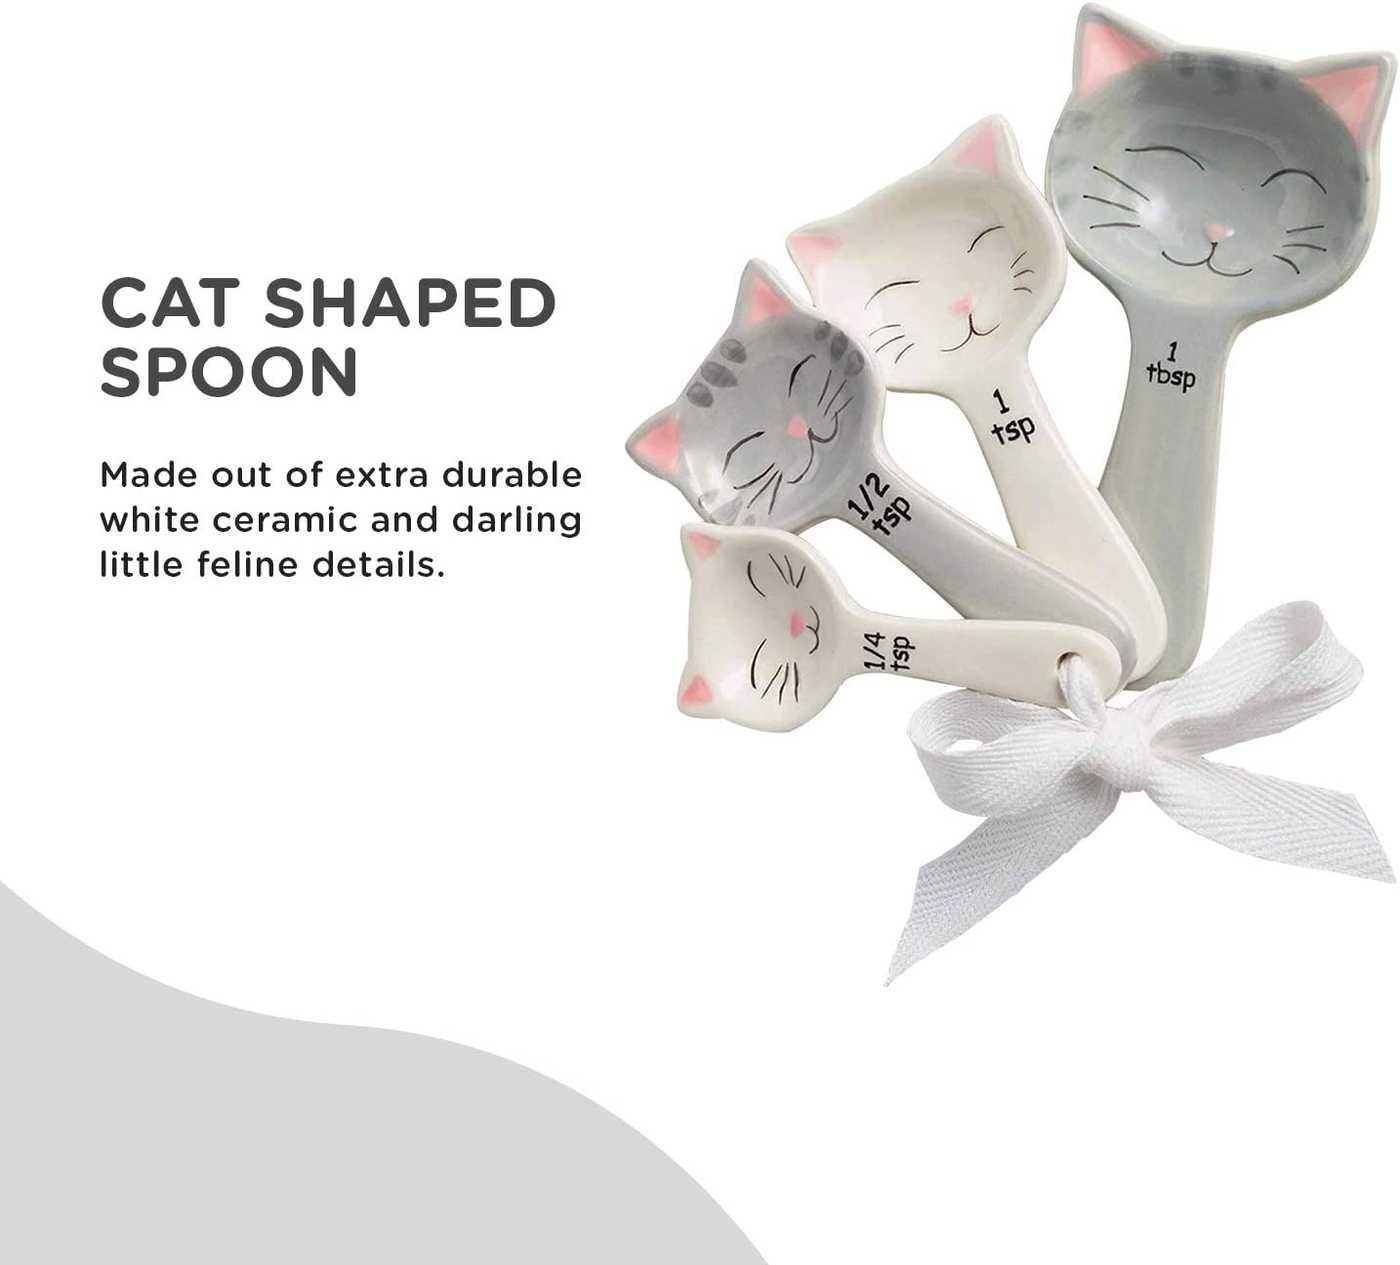 CAT SHAPED
SPOON
Made out of extra durable
white ceramic and darling
little feline details.
1
tbsp
1
tsp
1/2
tsp
1/4
tsp